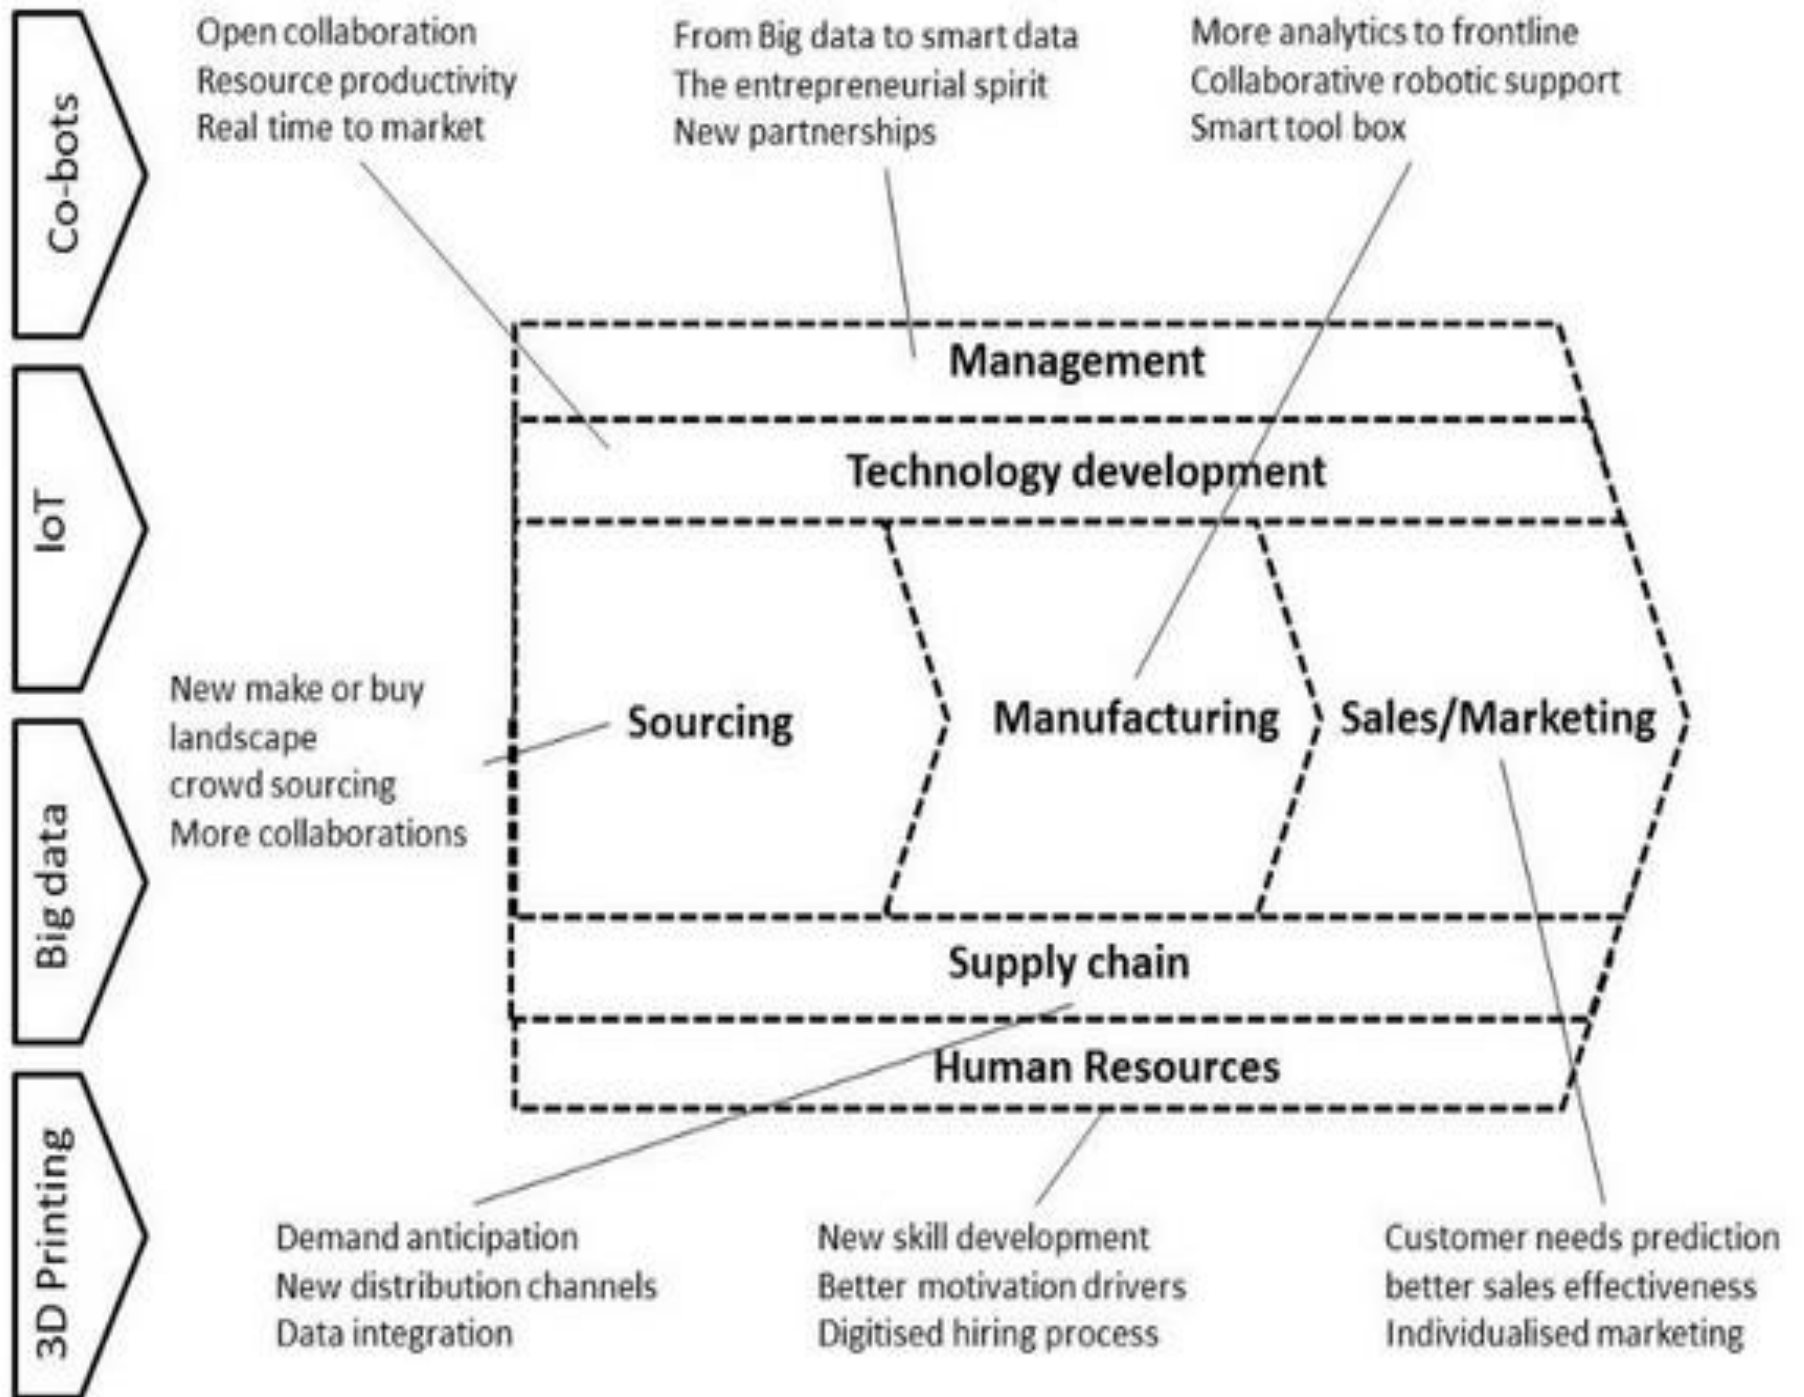 Co-bots
IoT
Big data
3D Printing
Open collaboration
Resource productivity
Real time to market
From Big data to smart data
The entrepreneurial spirit
New partnerships
More analytics to frontline
Collaborative robotic support
Smart tool box
Management
Technology development
New make or buy
landscape
crowd sourcing
More collaborations
Sourcing
Manufacturing
Sales/Marketing
Supply chain
Human Resources
Demand anticipation
New distribution channels
Data integration
New skill development
Better motivation drivers
Digitised hiring process
Customer needs prediction
better sales effectiveness
Individualised marketing